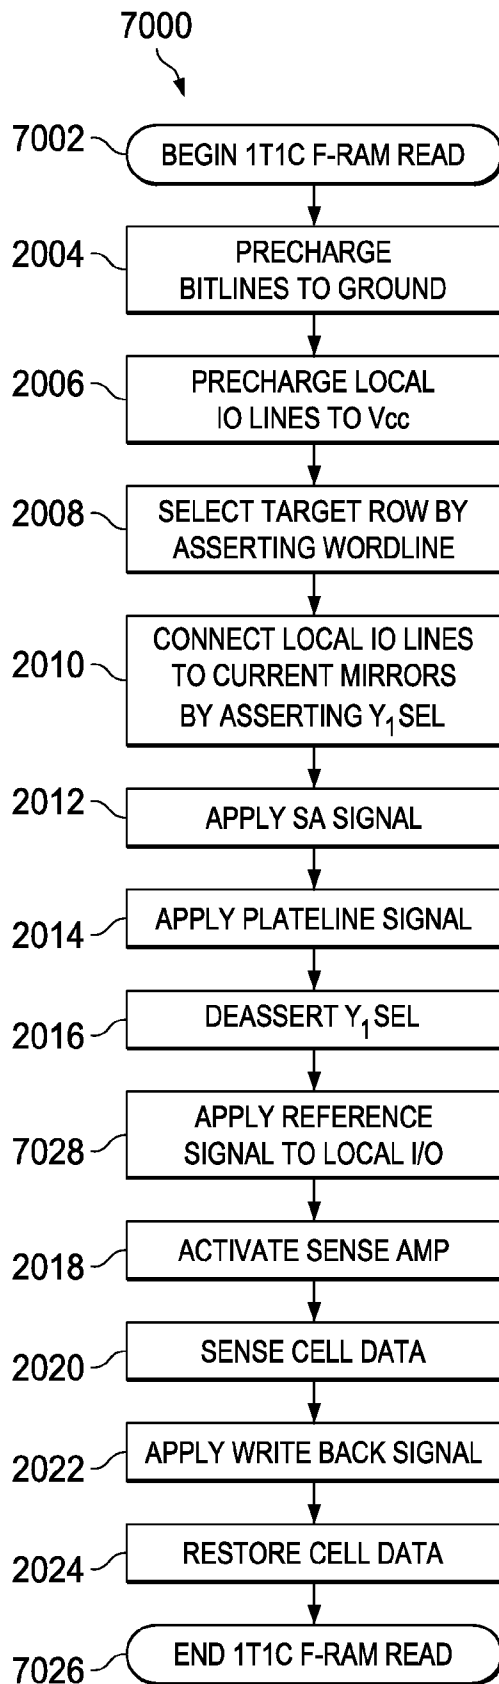 7000
7002
BEGIN 1T1C F-RAM READ
2004
PRECHARGE
BITLINES TO GROUND
2006
PRECHARGE LOCAL
IO LINES TO Vcc
2008
SELECT TARGET ROW BY
ASSERTING WORDLINE
2010
CONNECT LOCAL IO LINES
TO CURRENT MIRRORS
BY ASSERTING Y₁SEL
2012
APPLY SA SIGNAL
2014
APPLY PLATELINE SIGNAL
2016
DEASSERT Y₁SEL
7028
APPLY REFERENCE
SIGNAL TO LOCAL I/O
2018
ACTIVATE SENSE AMP
2020
SENSE CELL DATA
2022
APPLY WRITE BACK SIGNAL
2024
RESTORE CELL DATA
7026
END 1T1C F-RAM READ